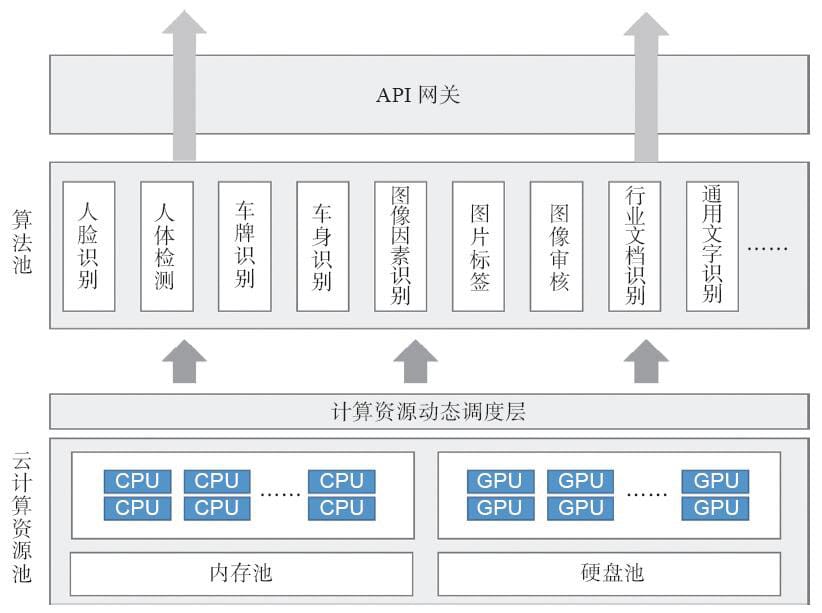 API 网关
算法池
人脸识别
人体检测
车牌识别
车身识别
图像因素识别
图片标签
图像审核
行业文档识别
通用文字识别
……
计算资源动态调度层
云计算资源池
CPU CPU …… CPU
CPU CPU CPU
GPU GPU …… GPU
GPU GPU GPU
内存池
硬盘池